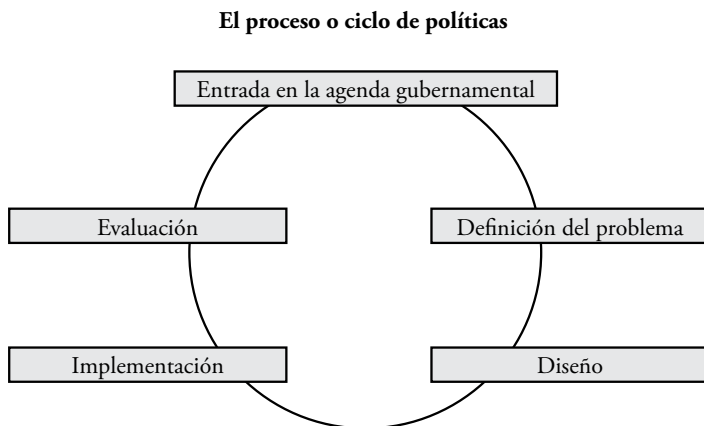 El proceso o ciclo de políticas
Entrada en la agenda gubernamental
Evaluación
Definición del problema
Implementación
Diseño